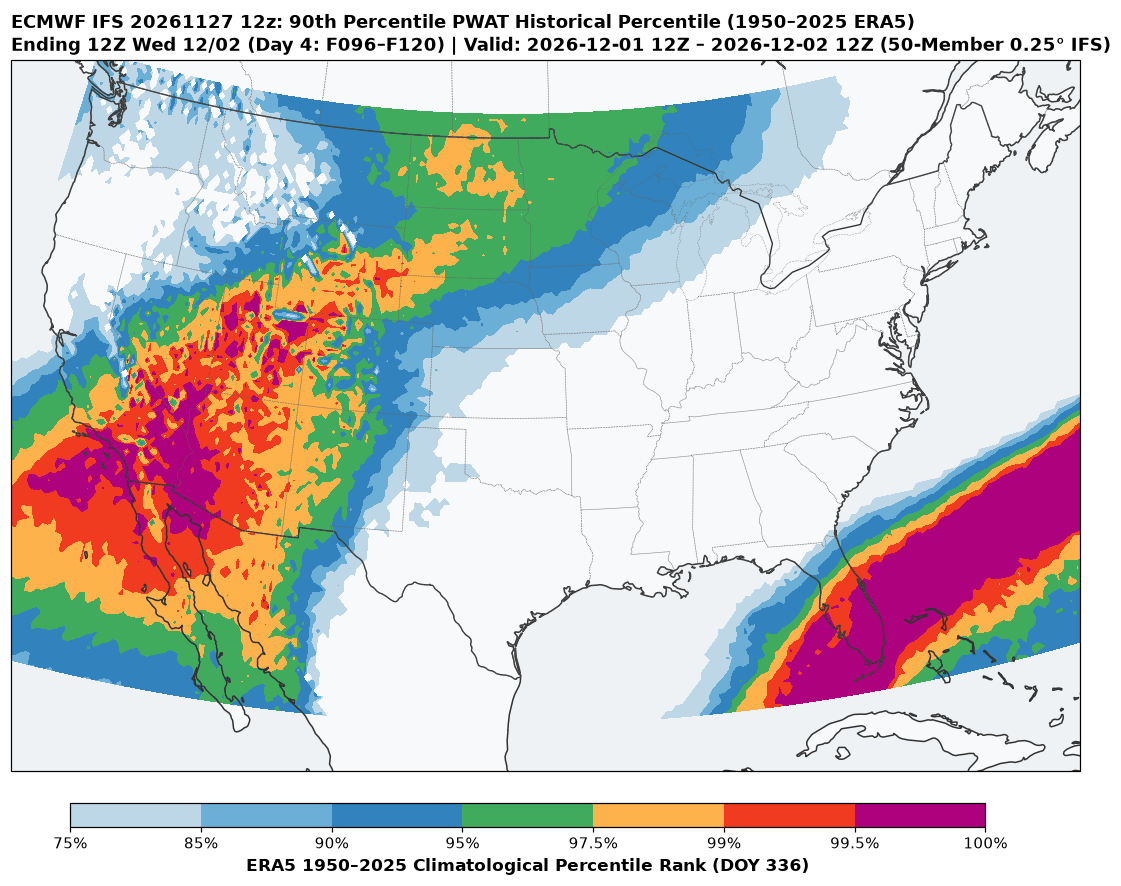 ECMWF IFS 20261127 12z: 90th Percentile PWAT Historical Percentile (1950–2025 ERA5)
Ending 12Z Wed 12/02 (Day 4: F096–F120) | Valid: 2026-12-01 12Z – 2026-12-02 12Z (50-Member 0.25° IFS)
75% 85% 90% 95% 97.5% 99% 99.5% 100%
ERA5 1950–2025 Climatological Percentile Rank (DOY 336)